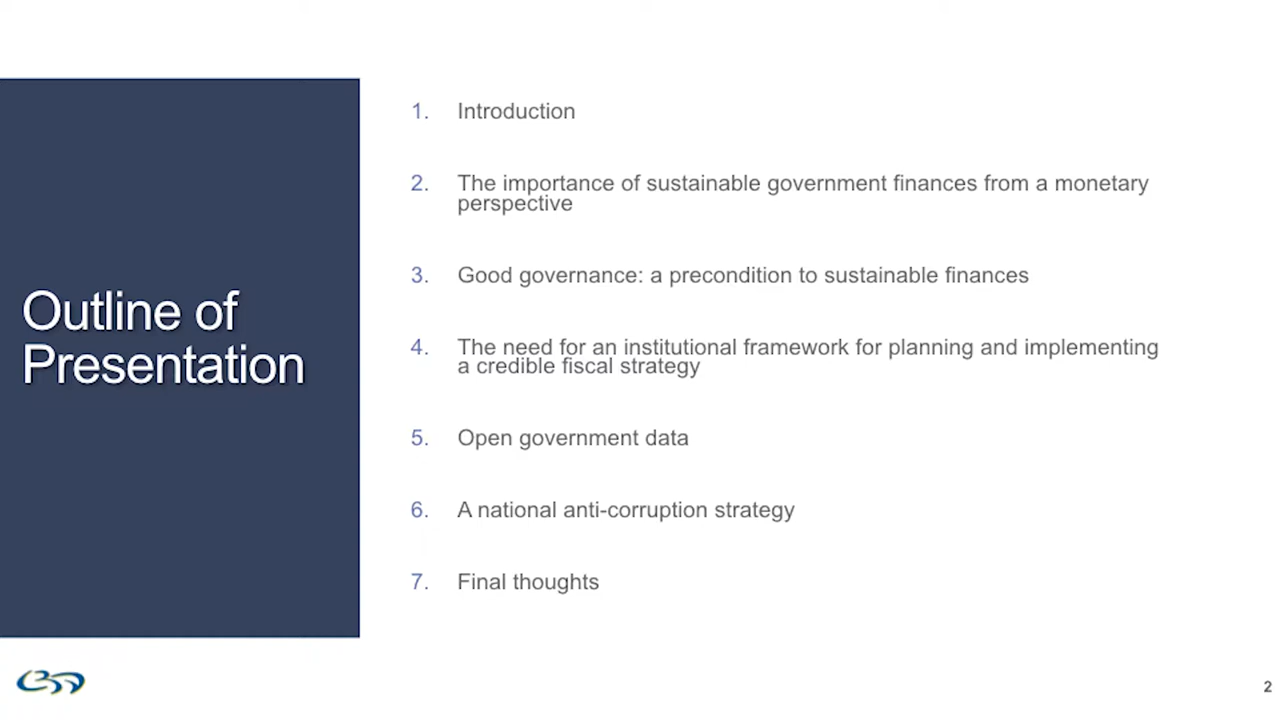 Outline of
Presentation
1. Introduction
2. The importance of sustainable government finances from a monetary
perspective
3. Good governance: a precondition to sustainable finances
4. The need for an institutional framework for planning and implementing
a credible fiscal strategy
5. Open government data
6. A national anti-corruption strategy
7. Final thoughts
2